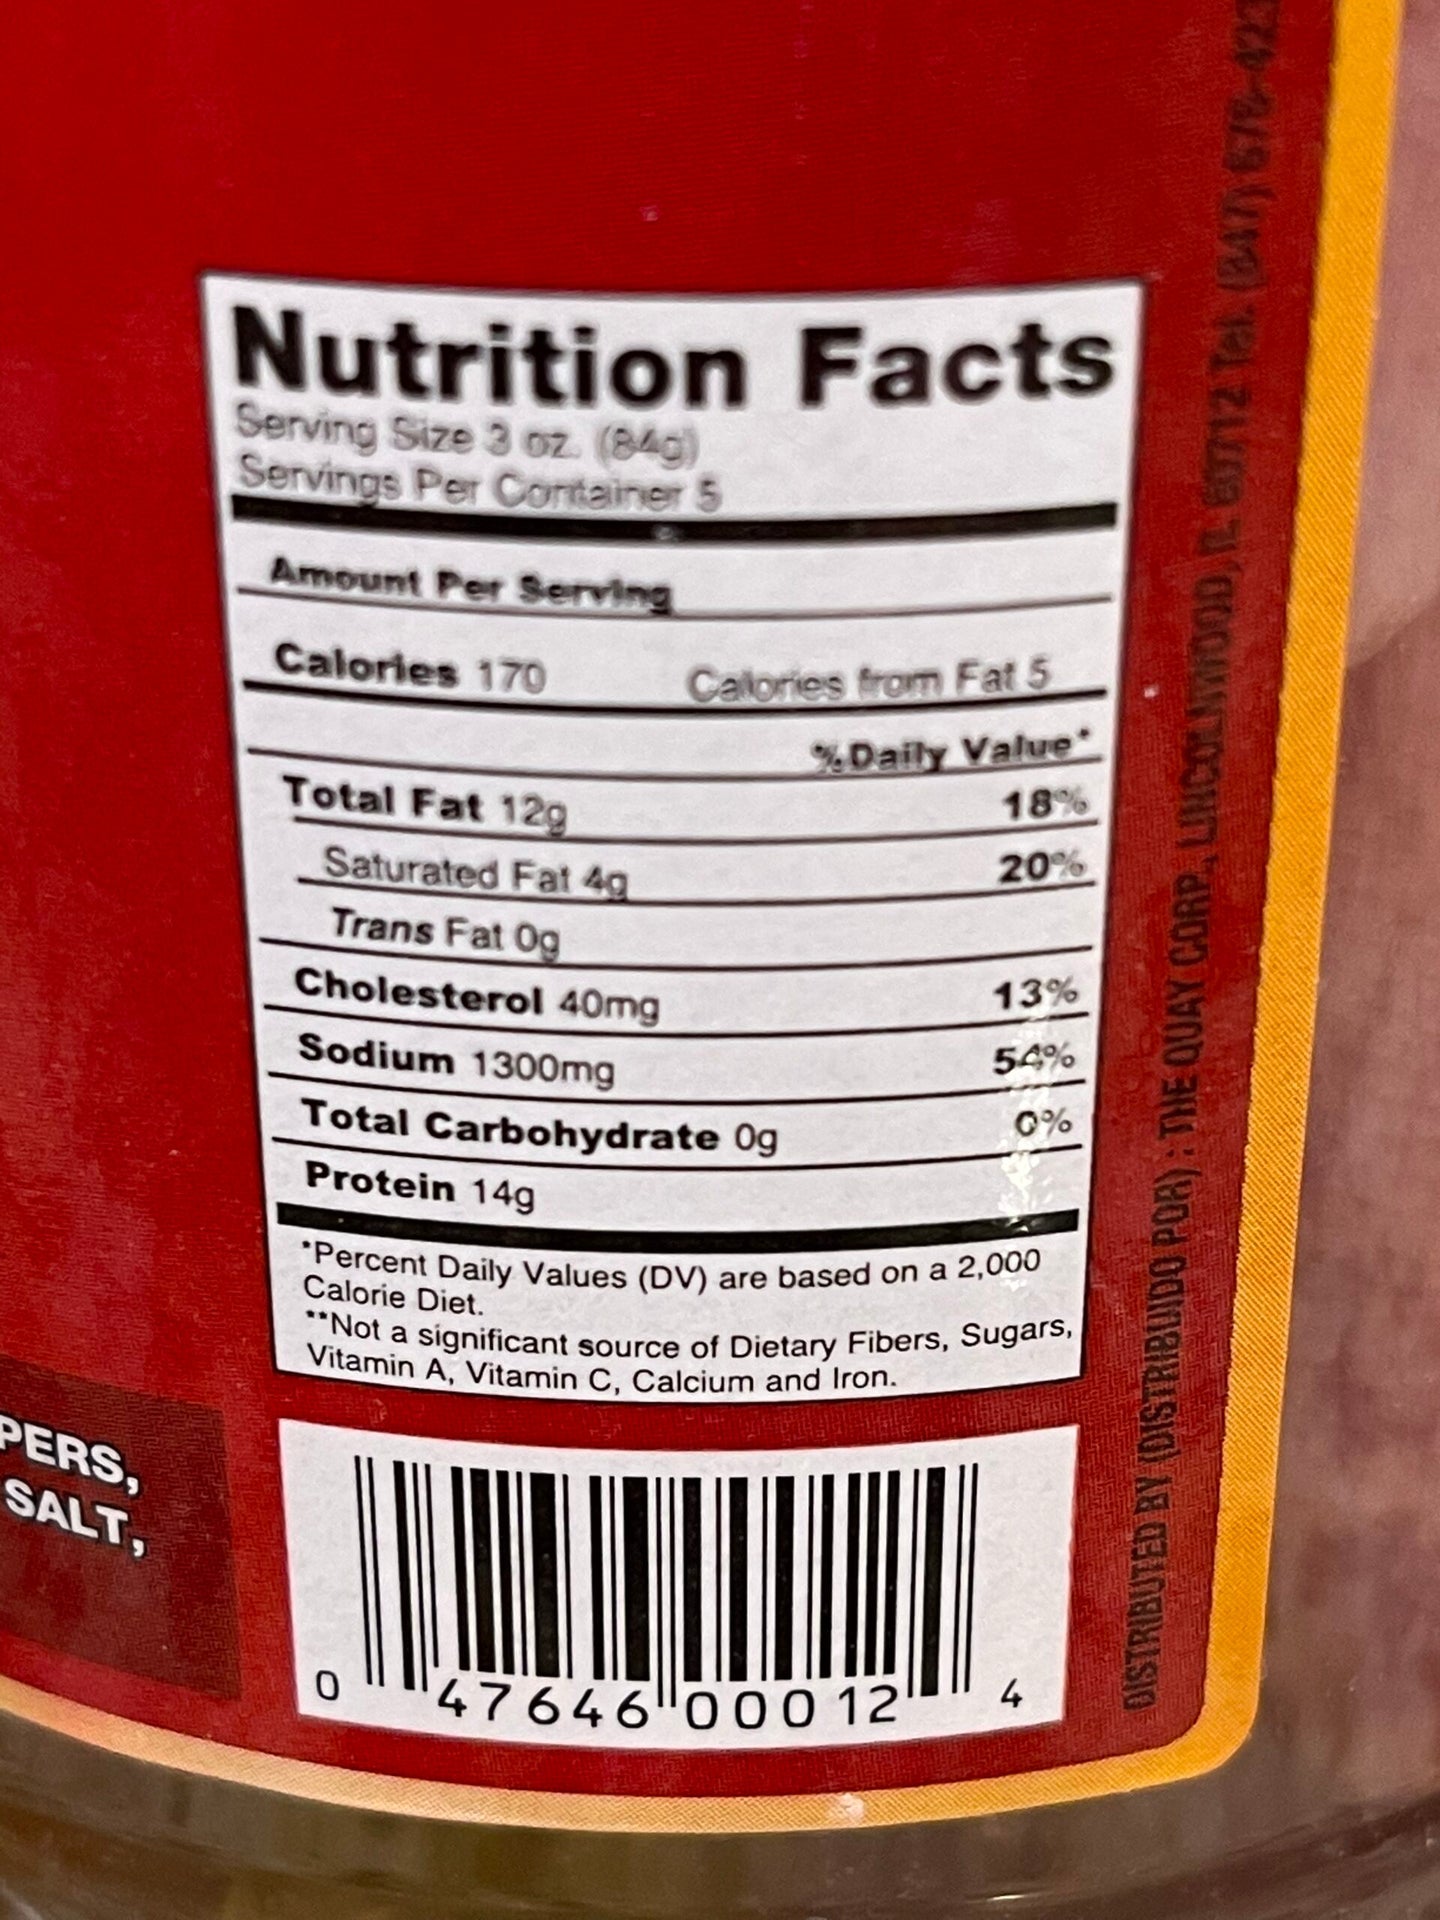 Nutrition Facts
Serving Size 3 oz. (84g)
Servings Per Container 5
Amount Per Serving
Calories 170 Calories from Fat 5
%Daily Value*
Total Fat 12g 18%
Saturated Fat 4g 20%
Trans Fat 0g
Cholesterol 40mg 13%
Sodium 1300mg 54%
Total Carbohydrate 0g 0%
Protein 14g
*Percent Daily Values (DV) are based on a 2,000
Calorie Diet.
**Not a significant source of Dietary Fibers, Sugars,
Vitamin A, Vitamin C, Calcium and Iron.
PERS,
SALT,
0 47646 00012 4
DISTRIBUTED BY (DISTRIBUIDO POR) : THE QUAY CORP., LINCOLNWOOD, IL 60712 Tel. (847) 676-423